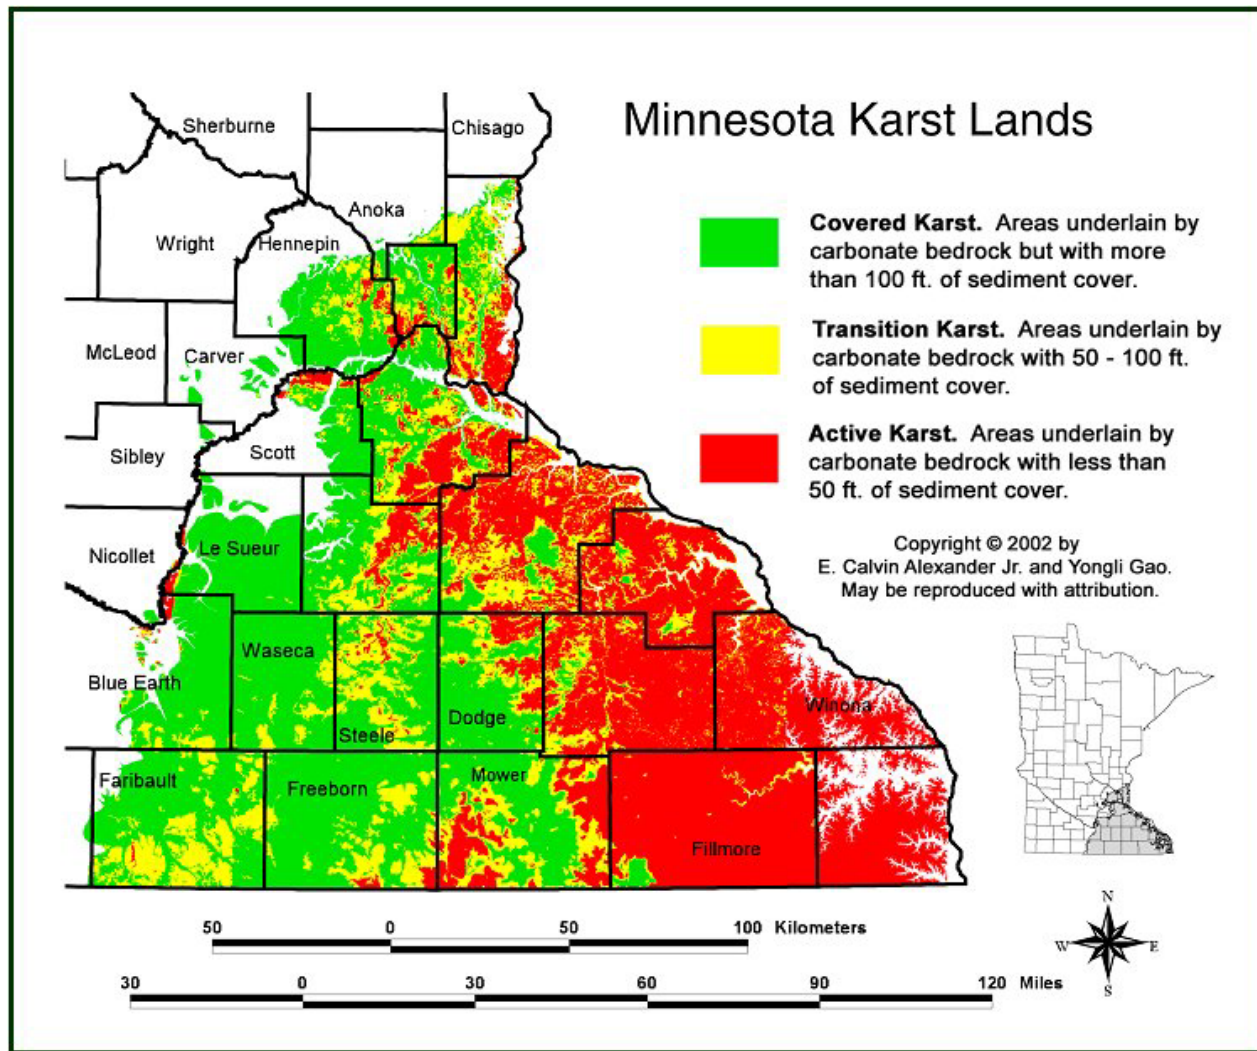 Minnesota Karst Lands
Sherburne
Chisago
Anoka
Wright
Hennepin
McLeod
Carver
Sibley
Scott
Nicollet
Le Sueur
Waseca
Blue Earth
Steele
Dodge
Winona
Faribault
Freeborn
Mower
Fillmore
Covered Karst. Areas underlain by
carbonate bedrock but with more
than 100 ft. of sediment cover.
Transition Karst. Areas underlain by
carbonate bedrock with 50 - 100 ft.
of sediment cover.
Active Karst. Areas underlain by
carbonate bedrock with less than
50 ft. of sediment cover.
Copyright © 2002 by
E. Calvin Alexander Jr. and Yongli Gao.
May be reproduced with attribution.
50 0 50 100 Kilometers
30 0 30 60 90 120 Miles
N
W E
S